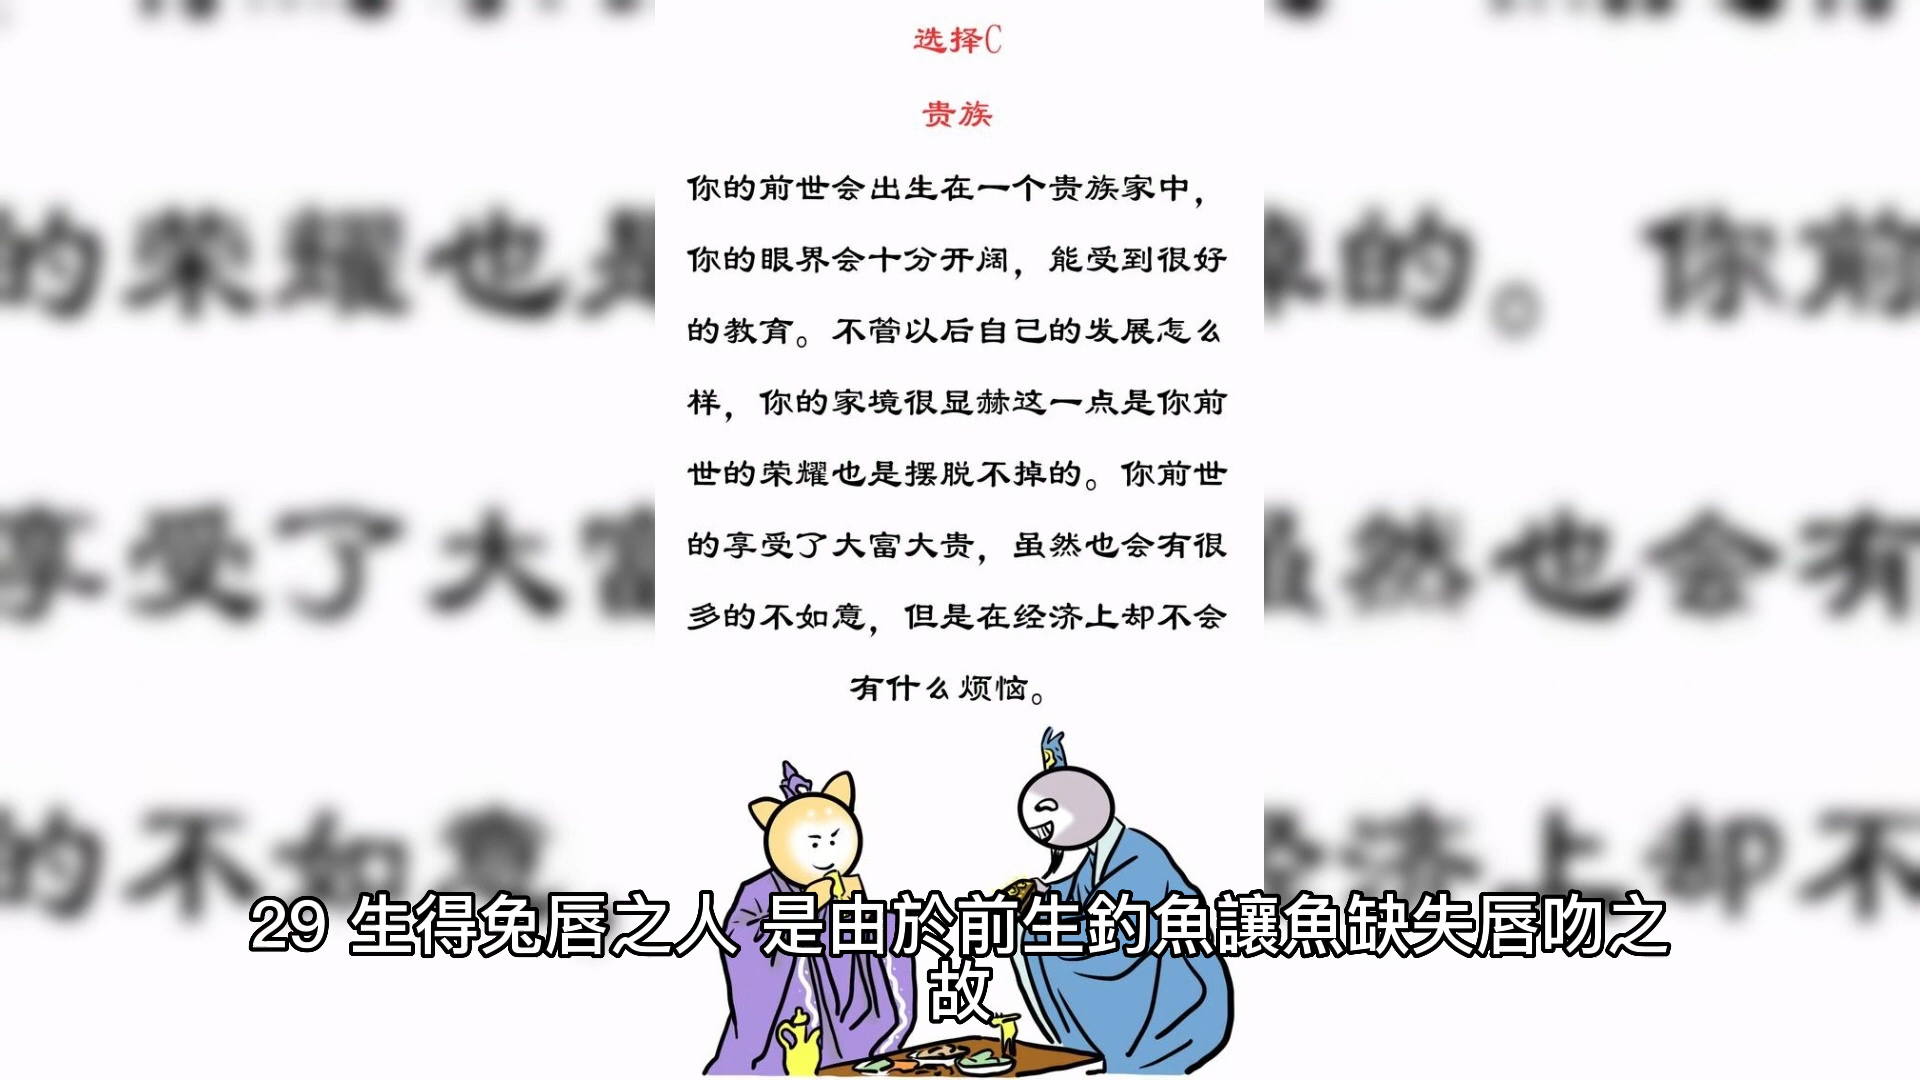 选择C
贵族
你的前世会出生在一个贵族家中，
你的眼界会十分开阔，能受到很好
的教育。不管以后自己的发展怎么
样，你的家境很显赫这一点是你前
世的荣耀也是摆脱不掉的。你前世
的享受了大富大贵，虽然也会有很
多的不如意，但是在经济上却不会
有什么烦恼。
29 生得兔唇之人 是由於前生釣魚讓魚缺失唇吻之
故